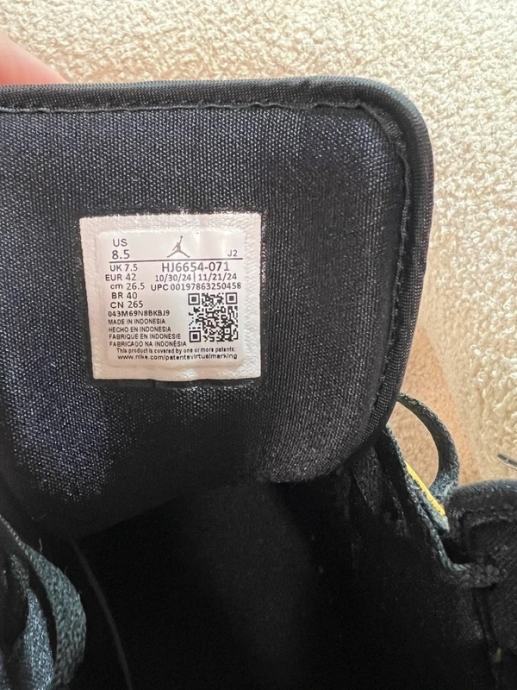 US
8.5
J2
UK 7.5
HJ6654-071
EUR 42
10/30/24 | 11/21/24
cm 26.5
UPC 00197863250458
BR 40
CN 265
043M69N8BKBJ9
MADE IN INDONESIA
HECHO EN INDONESIA
FABRIQUÉ EN INDONESIE
FABRICADO NA INDONÉSIA
This product is covered by one or more patents:
www.nike.com/patentsvirtualmarking